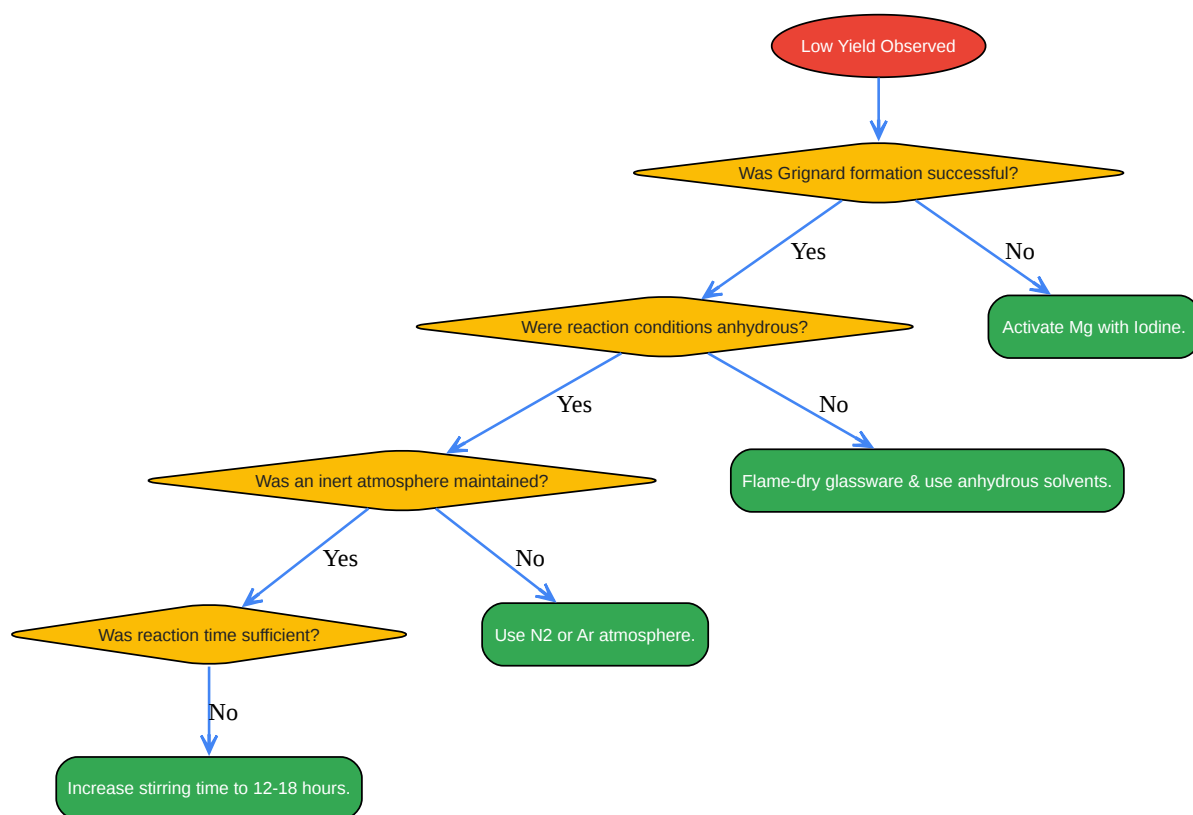 Low Yield Observed
Was Grignard formation successful?
Yes
No
Were reaction conditions anhydrous?
Activate Mg with Iodine.
Yes
No
Was an inert atmosphere maintained?
Flame-dry glassware & use anhydrous solvents.
Yes
No
Was reaction time sufficient?
Use N2 or Ar atmosphere.
No
Increase stirring time to 12-18 hours.